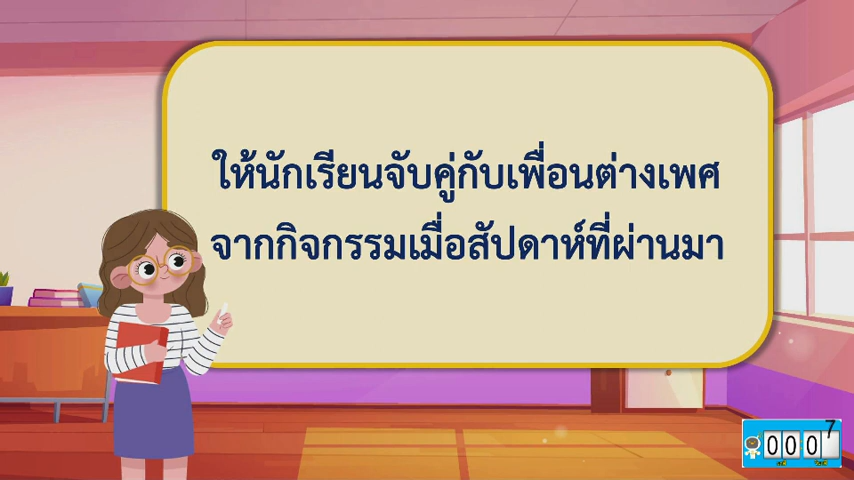 ให้นักเรียนจับคู่กับเพื่อนต่างเพศ
จากกิจกรรมเมื่อสัปดาห์ที่ผ่านมา
0007